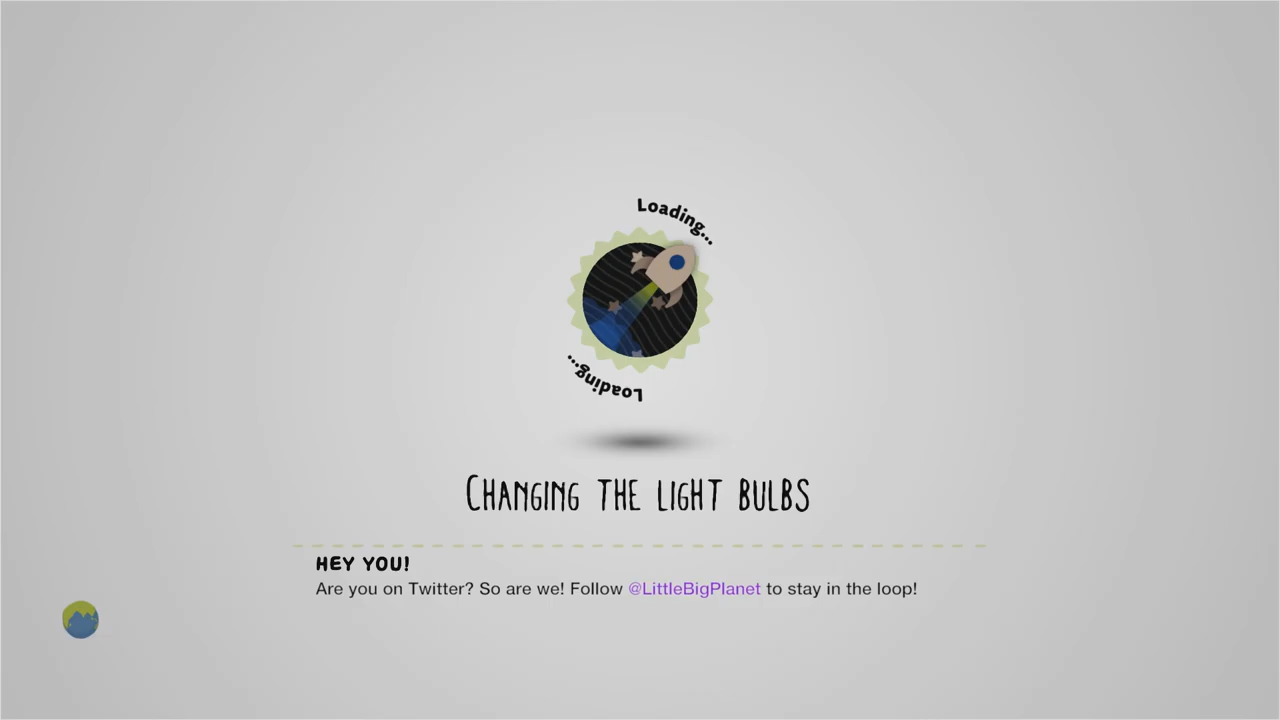 Loading...
Loading...
Changing the light bulbs
HEY YOU!
Are you on Twitter? So are we! Follow @LittleBigPlanet to stay in the loop!